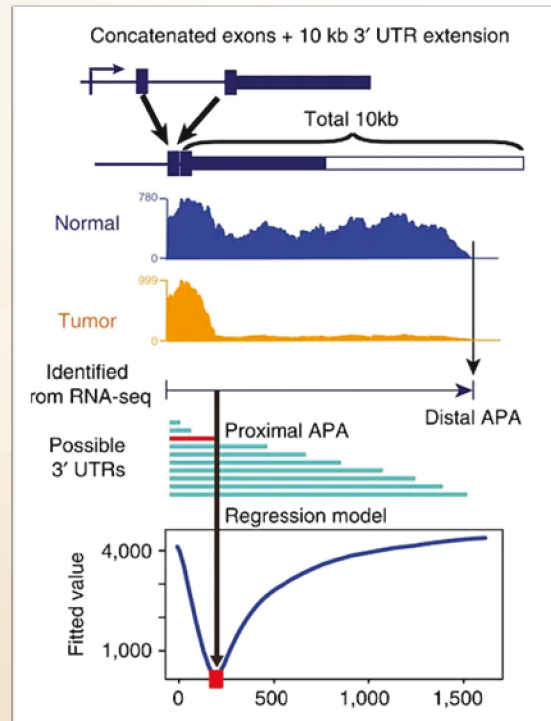 Concatenated exons + 10 kb 3′ UTR extension
Total 10kb
780
Normal
0
999
Tumor
0
Identified
rom RNA-seq
Distal APA
Proximal APA
Possible
3′ UTRs
Regression model
Fitted value
4,000
1,000
0 500 1,000 1,500